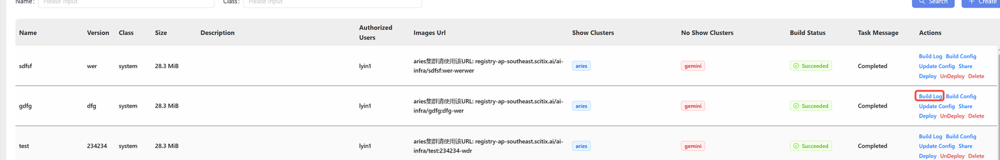 Name: Please Input Class: Please Input Search Create
Name Version Class Size Description Authorized Users Images Url Show Clusters No Show Clusters Build Status Task Message Actions
sdfsf wer system 28.3 MiB lyin1 aries集群请使用该URL: registry-ap-southeast.scitix.ai/ai-
infra/sdfsf:wer-werwer aries gemini Succeeded Completed
Build Log Build Config
Update Config Share
Deploy UnDeploy Delete
gdfg dfg system 28.3 MiB lyin1 aries集群请使用该URL: registry-ap-southeast.scitix.ai/ai-
infra/gdfg:dfg-wer aries gemini Succeeded Completed
Build Log Build Config
Update Config Share
Deploy UnDeploy Delete
test 234234 system 28.3 MiB lyin1 aries集群请使用该URL: registry-ap-southeast.scitix.ai/ai-
infra/test:234234-wdr aries gemini Succeeded Completed
Build Log Build Config
Update Config Share
Deploy UnDeploy Delete